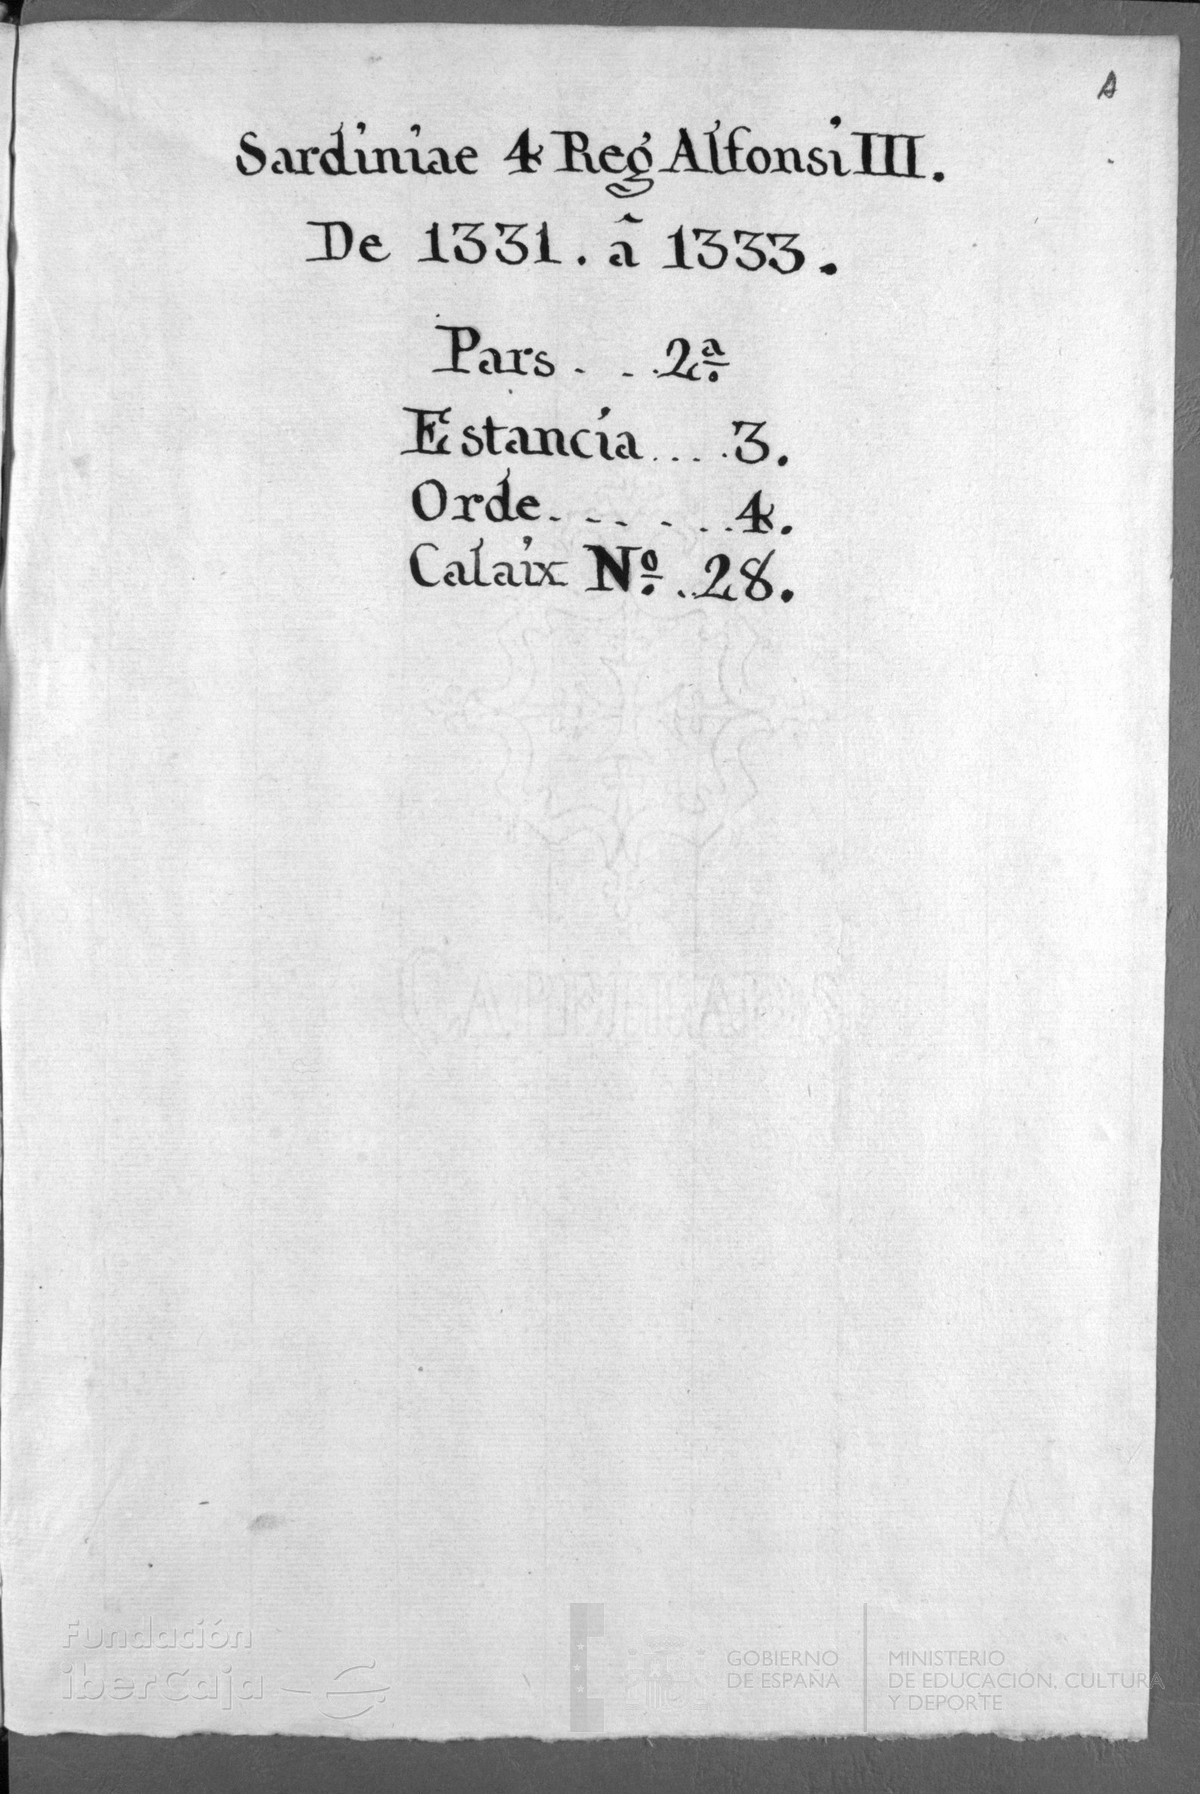 A
Sardiniae 4 Reg Alfonsi III.
De 1331. â 1333.
Pars . . . 2ª.
Estancia . . . . 3.
Orde. . . . . . . 4.
Calaix Nº. . . 28.
Fundación
iberCaja
GOBIERNO
DE ESPAÑA
MINISTERIO
DE EDUCACIÓN, CULTURA
Y DEPORTE